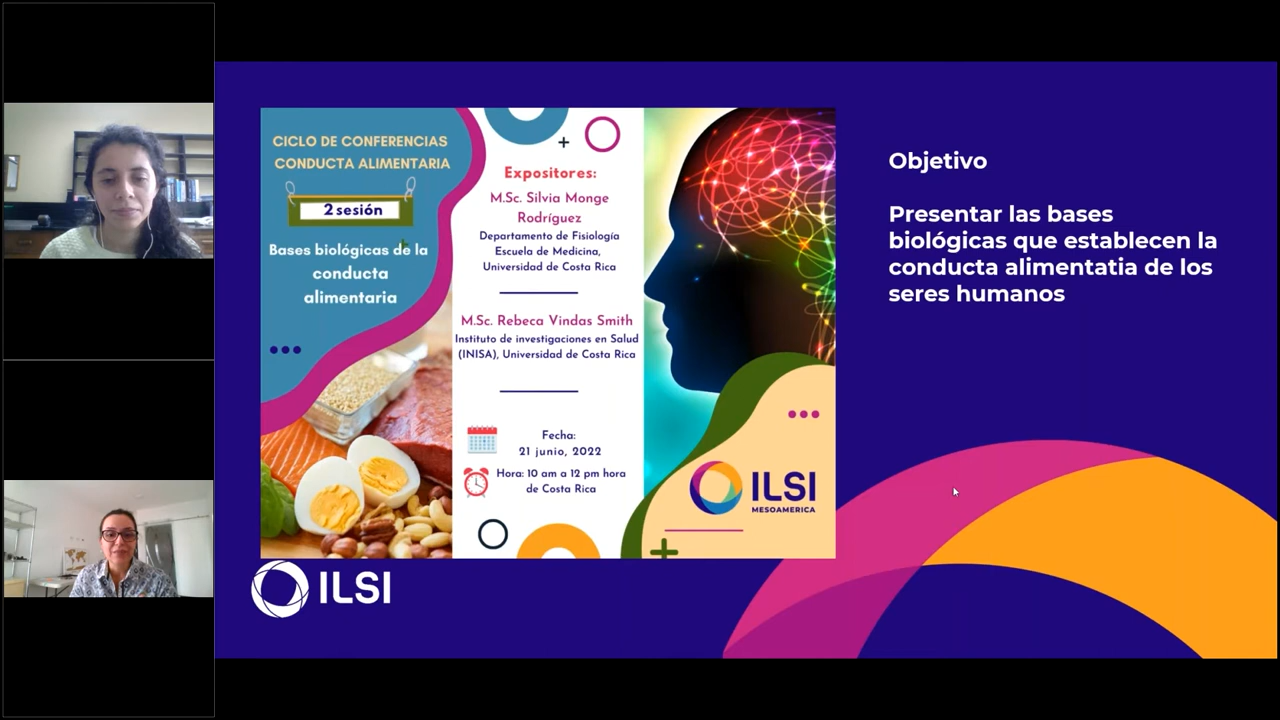 CICLO DE CONFERENCIAS
CONDUCTA ALIMENTARIA
2 sesión
Bases biológicas de la
conducta
alimentaria
Expositores:
M.Sc. Silvia Monge
Rodríguez
Departamento de Fisiología
Escuela de Medicina,
Universidad de Costa Rica
M.Sc. Rebeca Vindas Smith
Instituto de investigaciones en Salud
(INISA), Universidad de Costa Rica
Fecha:
21 junio, 2022
Hora: 10 am a 12 pm hora
de Costa Rica
ILSI
MESOAMERICA
ILSI
Objetivo
Presentar las bases
biológicas que establecen la
conducta alimentatia de los
seres humanos